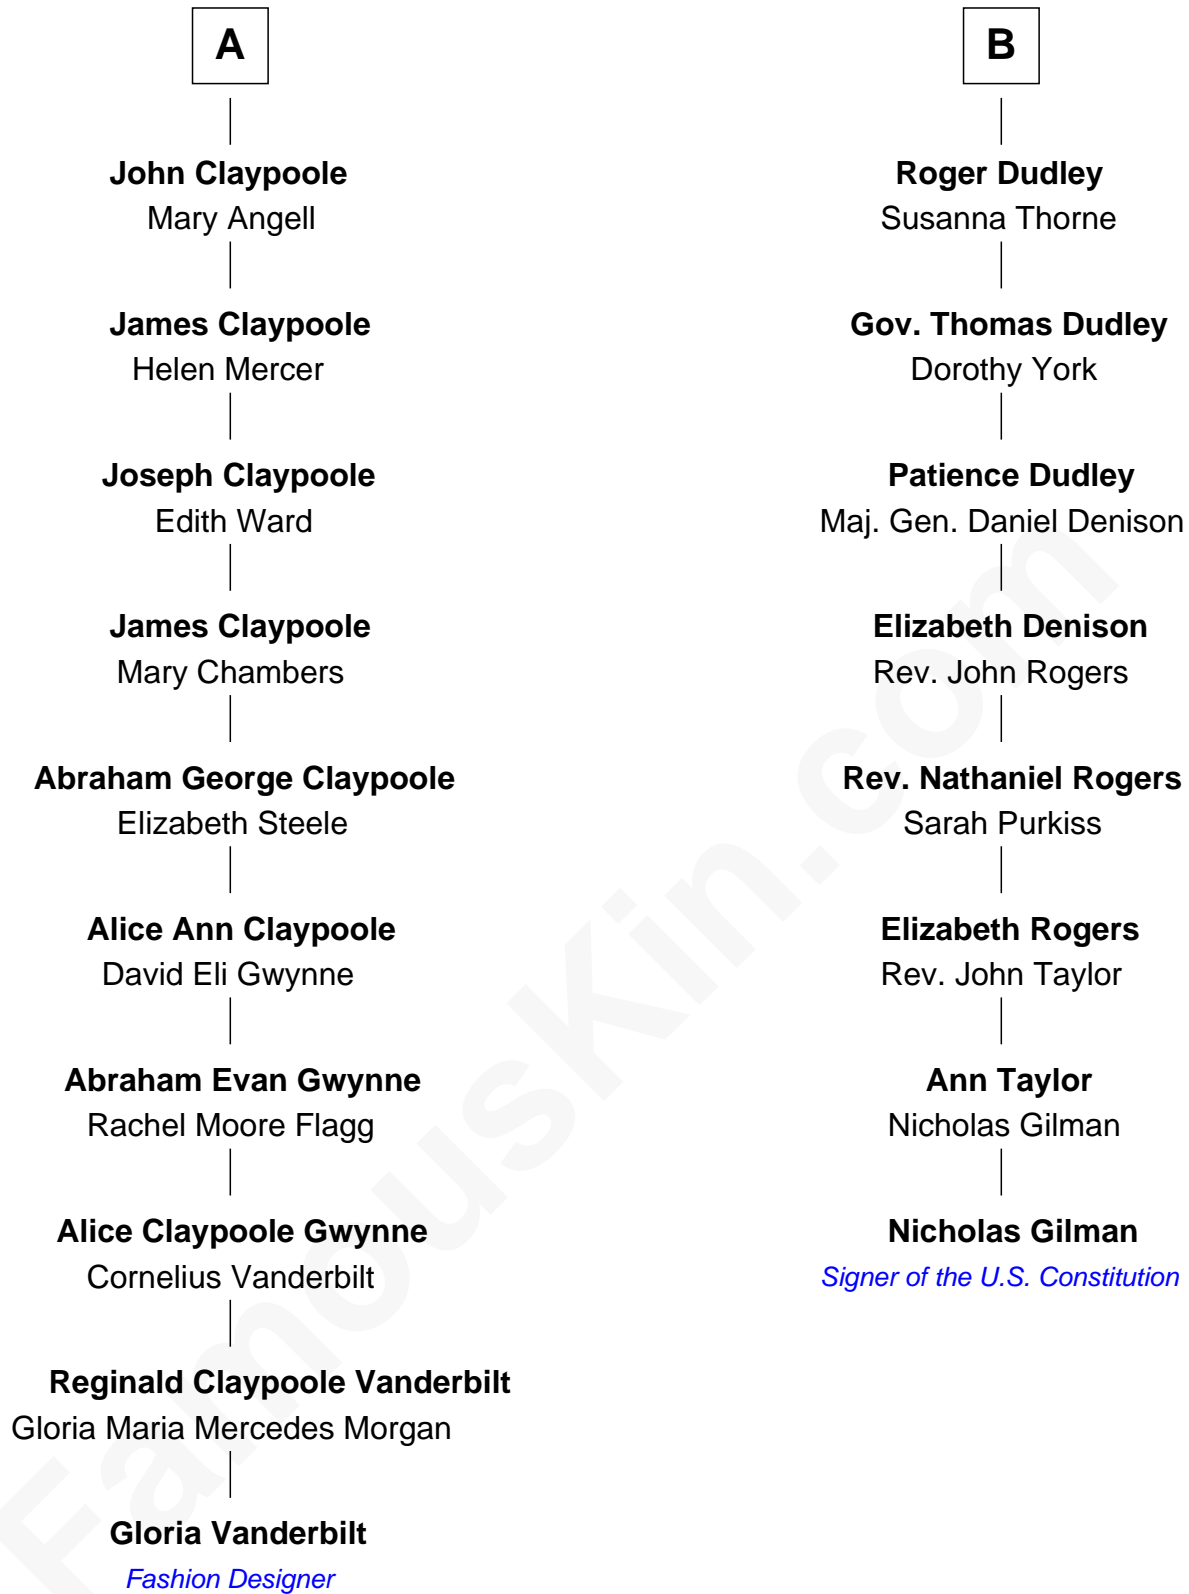 A
John Claypoole
Mary Angell
James Claypoole
Helen Mercer
Joseph Claypoole
Edith Ward
James Claypoole
Mary Chambers
Abraham George Claypoole
Elizabeth Steele
Alice Ann Claypoole
David Eli Gwynne
Abraham Evan Gwynne
Rachel Moore Flagg
Alice Claypoole Gwynne
Cornelius Vanderbilt
Reginald Claypoole Vanderbilt
Gloria Maria Mercedes Morgan
Gloria Vanderbilt
Fashion Designer
B
Roger Dudley
Susanna Thorne
Gov. Thomas Dudley
Dorothy York
Patience Dudley
Maj. Gen. Daniel Denison
Elizabeth Denison
Rev. John Rogers
Rev. Nathaniel Rogers
Sarah Purkiss
Elizabeth Rogers
Rev. John Taylor
Ann Taylor
Nicholas Gilman
Nicholas Gilman
Signer of the U.S. Constitution
FamousKin.com